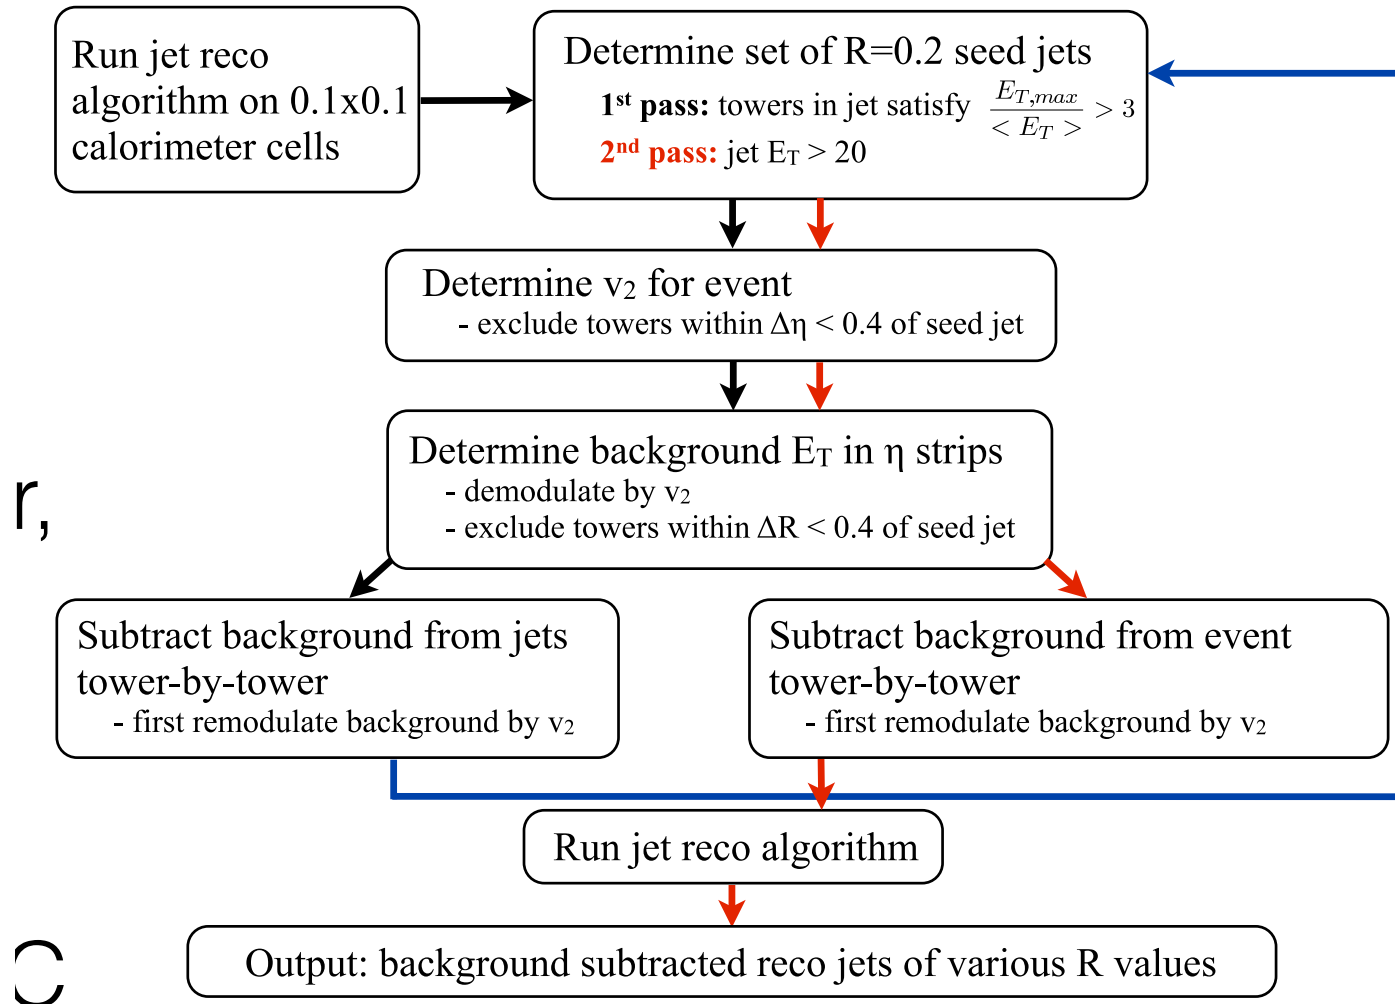 Run jet reco
algorithm on 0.1x0.1
calorimeter cells
Determine set of R=0.2 seed jets
1st pass: towers in jet satisfy E_{T,max} / < E_T > > 3
2nd pass: jet E_T > 20
Determine v₂ for event
- exclude towers within Δη < 0.4 of seed jet
Determine background E_T in η strips
- demodulate by v₂
- exclude towers within ΔR < 0.4 of seed jet
r,
Subtract background from jets
tower-by-tower
- first remodulate background by v₂
Subtract background from event
tower-by-tower
- first remodulate background by v₂
Run jet reco algorithm
Output: background subtracted reco jets of various R values